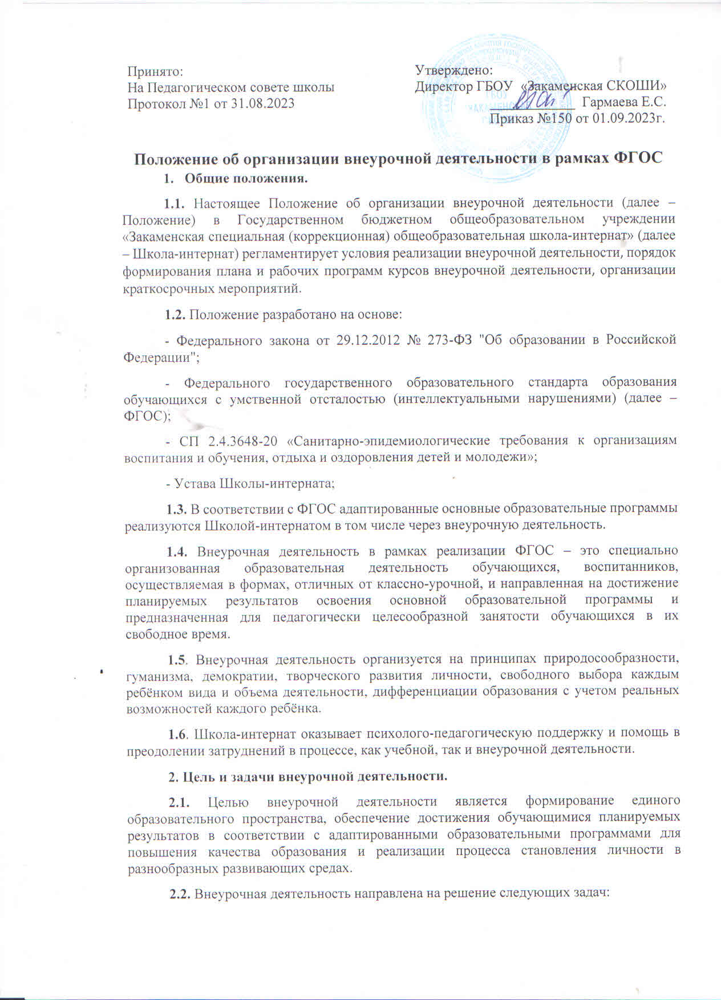 Принято:
На Педагогическом совете школы
Протокол №1 от 31.08.2023
Утверждено:
Директор ГБОУ «Закаменская СКОШИ»
Гармаева Е.С.
Приказ №150 от 01.09.2023г.
ГБОУ
Положение об организации внеурочной деятельности в рамках ФГОС
1. Общие положения.
1.1. Настоящее Положение об организации внеурочной деятельности (далее –
Положение) в Государственном бюджетном общеобразовательном учреждении
«Закаменская специальная (коррекционная) общеобразовательная школа-интернат» (далее
– Школа-интернат) регламентирует условия реализации внеурочной деятельности, порядок
формирования плана и рабочих программ курсов внеурочной деятельности, организации
краткосрочных мероприятий.
1.2. Положение разработано на основе:
- Федерального закона от 29.12.2012 № 273-ФЗ "Об образовании в Российской
Федерации";
- Федерального государственного образовательного стандарта образования
обучающихся с умственной отсталостью (интеллектуальными нарушениями) (далее –
ФГОС);
- СП 2.4.3648-20 «Санитарно-эпидемиологические требования к организациям
воспитания и обучения, отдыха и оздоровления детей и молодежи»;
- Устава Школы-интерната;
1.3. В соответствии с ФГОС адаптированные основные образовательные программы
реализуются Школой-интернатом в том числе через внеурочную деятельность.
1.4. Внеурочная деятельность в рамках реализации ФГОС – это специально
организованная образовательная деятельность обучающихся, воспитанников,
осуществляемая в формах, отличных от классно-урочной, и направленная на достижение
планируемых результатов освоения основной образовательной программы и
предназначенная для педагогически целесообразной занятости обучающихся в их
свободное время.
1.5. Внеурочная деятельность организуется на принципах природосообразности,
гуманизма, демократии, творческого развития личности, свободного выбора каждым
ребёнком вида и объема деятельности, дифференциации образования с учетом реальных
возможностей каждого ребёнка.
1.6. Школа-интернат оказывает психолого-педагогическую поддержку и помощь в
преодолении затруднений в процессе, как учебной, так и внеурочной деятельности.
2. Цель и задачи внеурочной деятельности.
2.1. Целью внеурочной деятельности является формирование единого
образовательного пространства, обеспечение достижения обучающимися планируемых
результатов в соответствии с адаптированными образовательными программами для
повышения качества образования и реализации процесса становления личности в
разнообразных развивающих средах.
2.2. Внеурочная деятельность направлена на решение следующих задач: